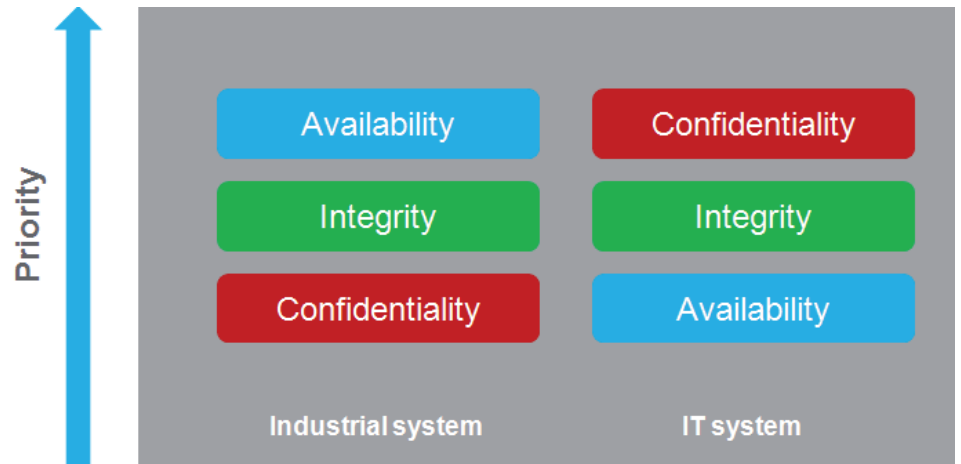 Priority
Availability
Confidentiality
Integrity
Integrity
Confidentiality
Availability
Industrial system
IT system